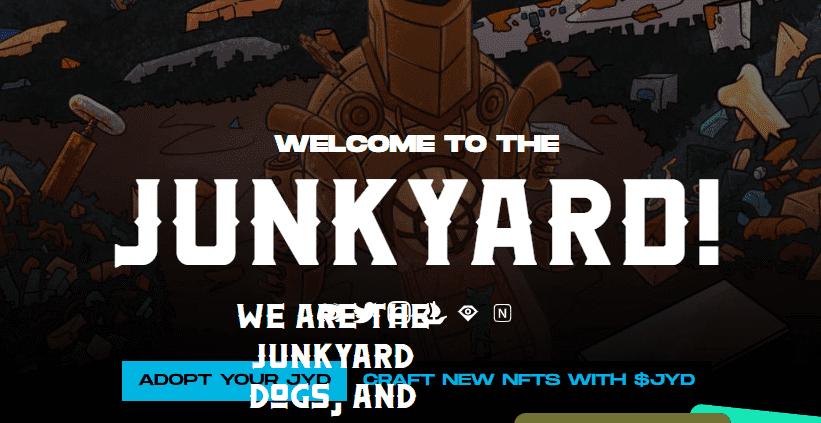 WELCOME TO THE
JUNKYARD!
WE ARE THE
N
JUNKYARD
ADOPT YOUR JYD
CRAFT NEW NFTS WITH $JYD
DOGS, AND